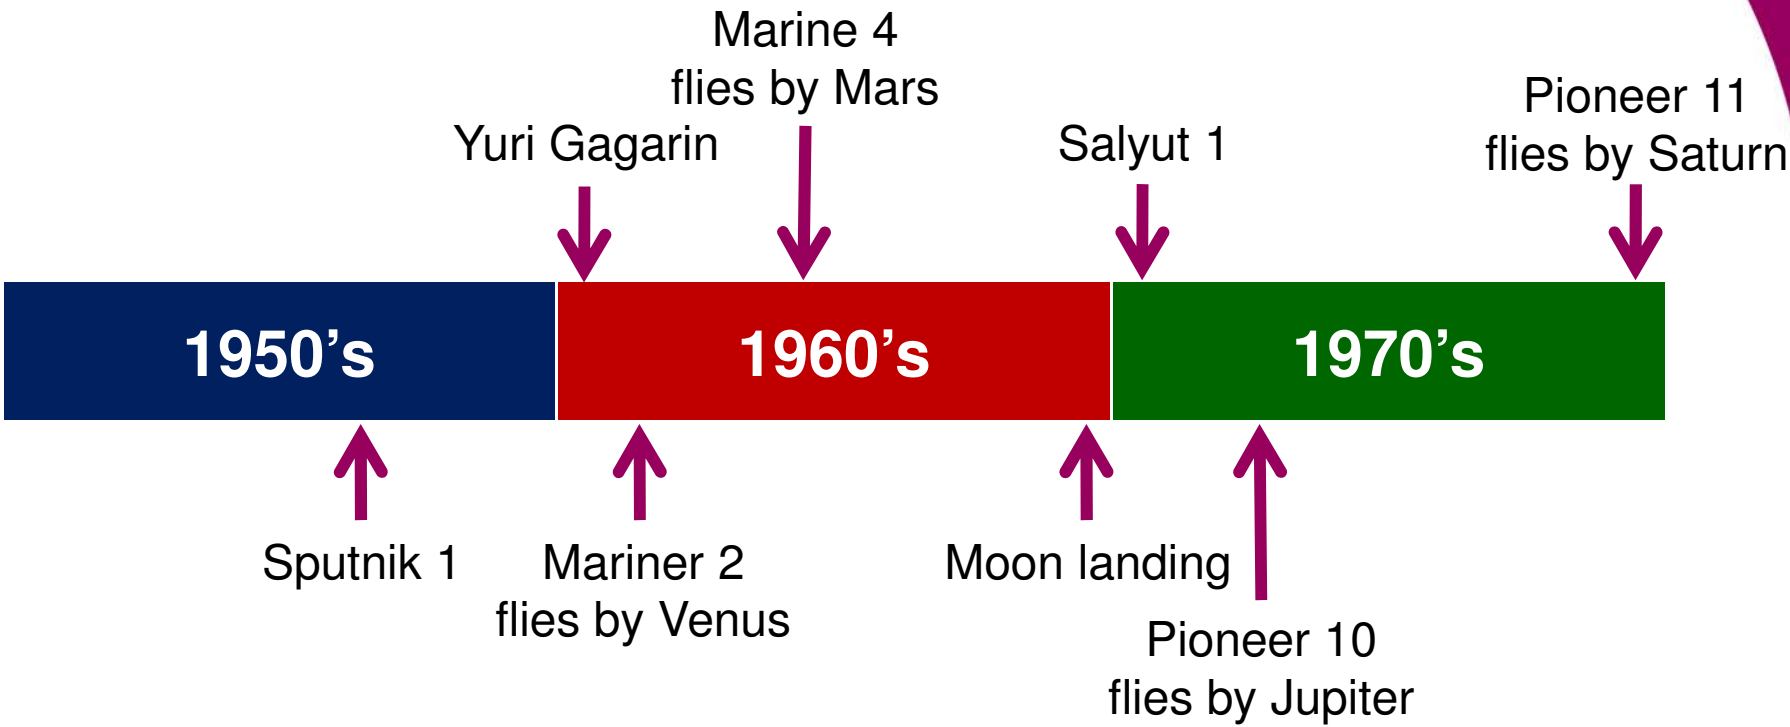 Marine 4
flies by Mars
Pioneer 11
flies by Saturn
Yuri Gagarin
Salyut 1
1950’s
1960’s
1970’s
Sputnik 1
Mariner 2
flies by Venus
Moon landing
Pioneer 10
flies by Jupiter